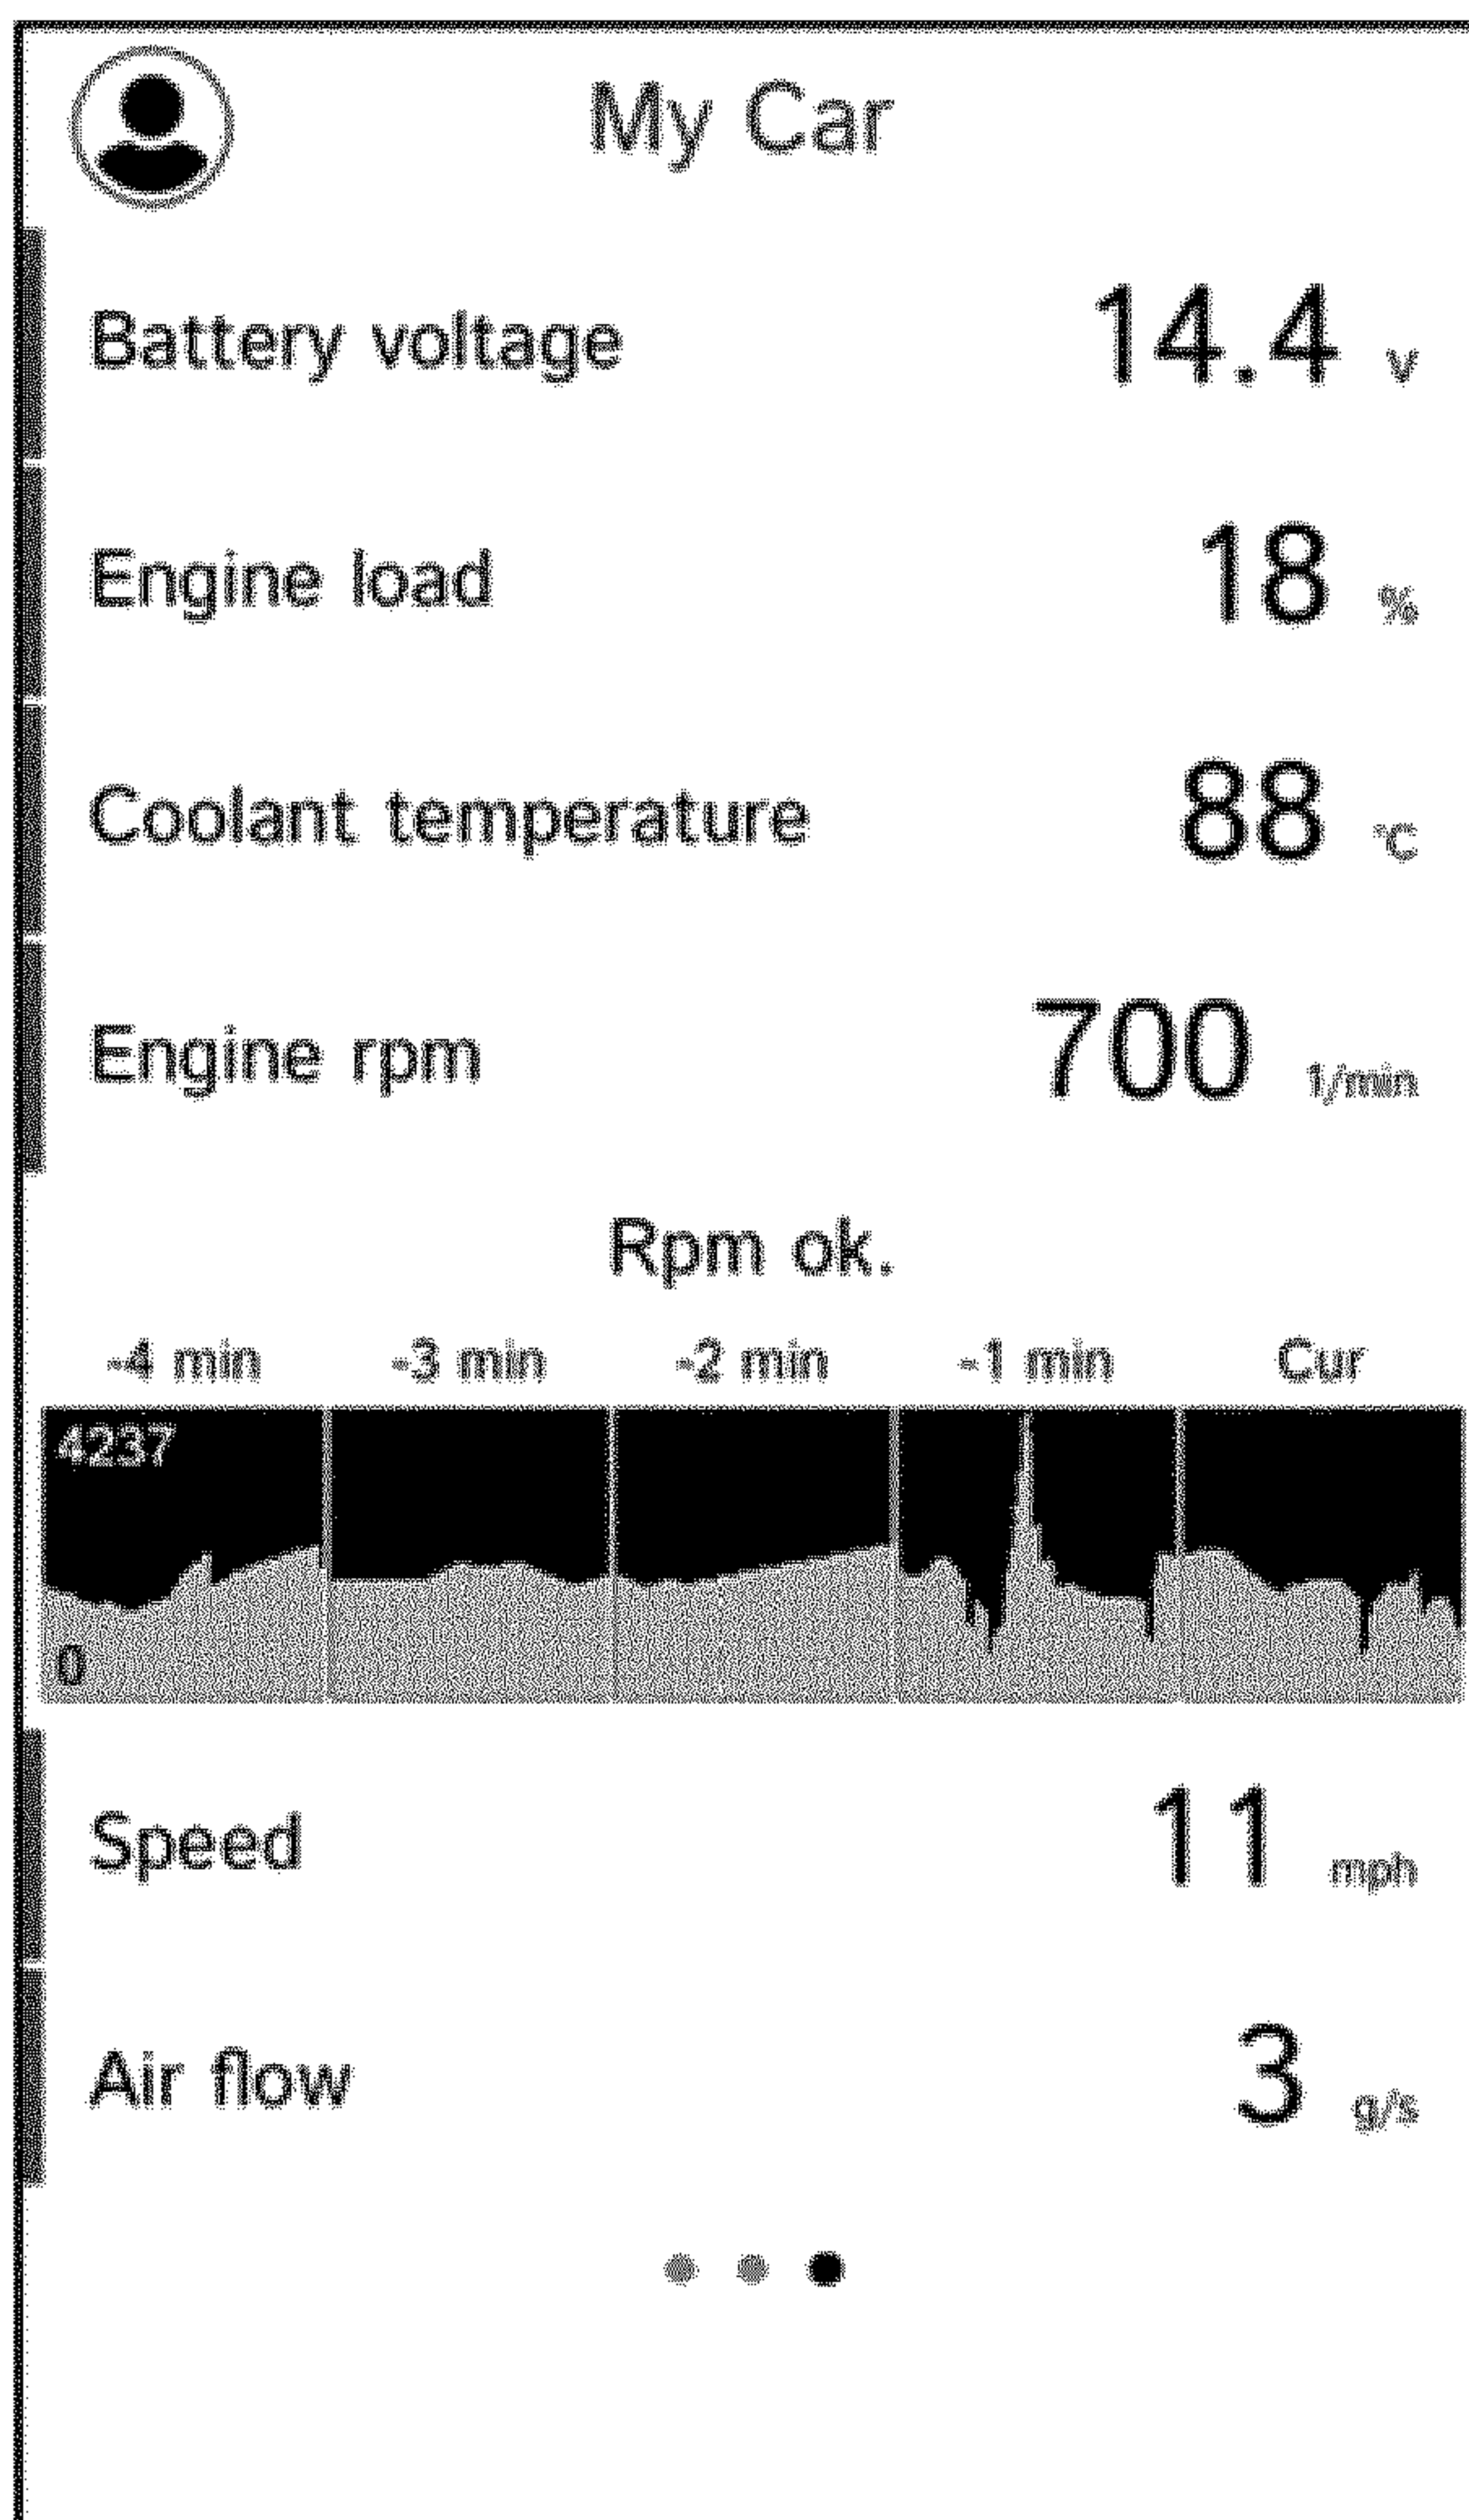 My Car
Battery voltage 14.4 v
Engine load 18 %
Coolant temperature 88 °C
Engine rpm 700 1/min
Rpm ok.
-4 min -3 min -2 min -1 min Cur
4237
0
Speed 11 mph
Air flow 3 g/s